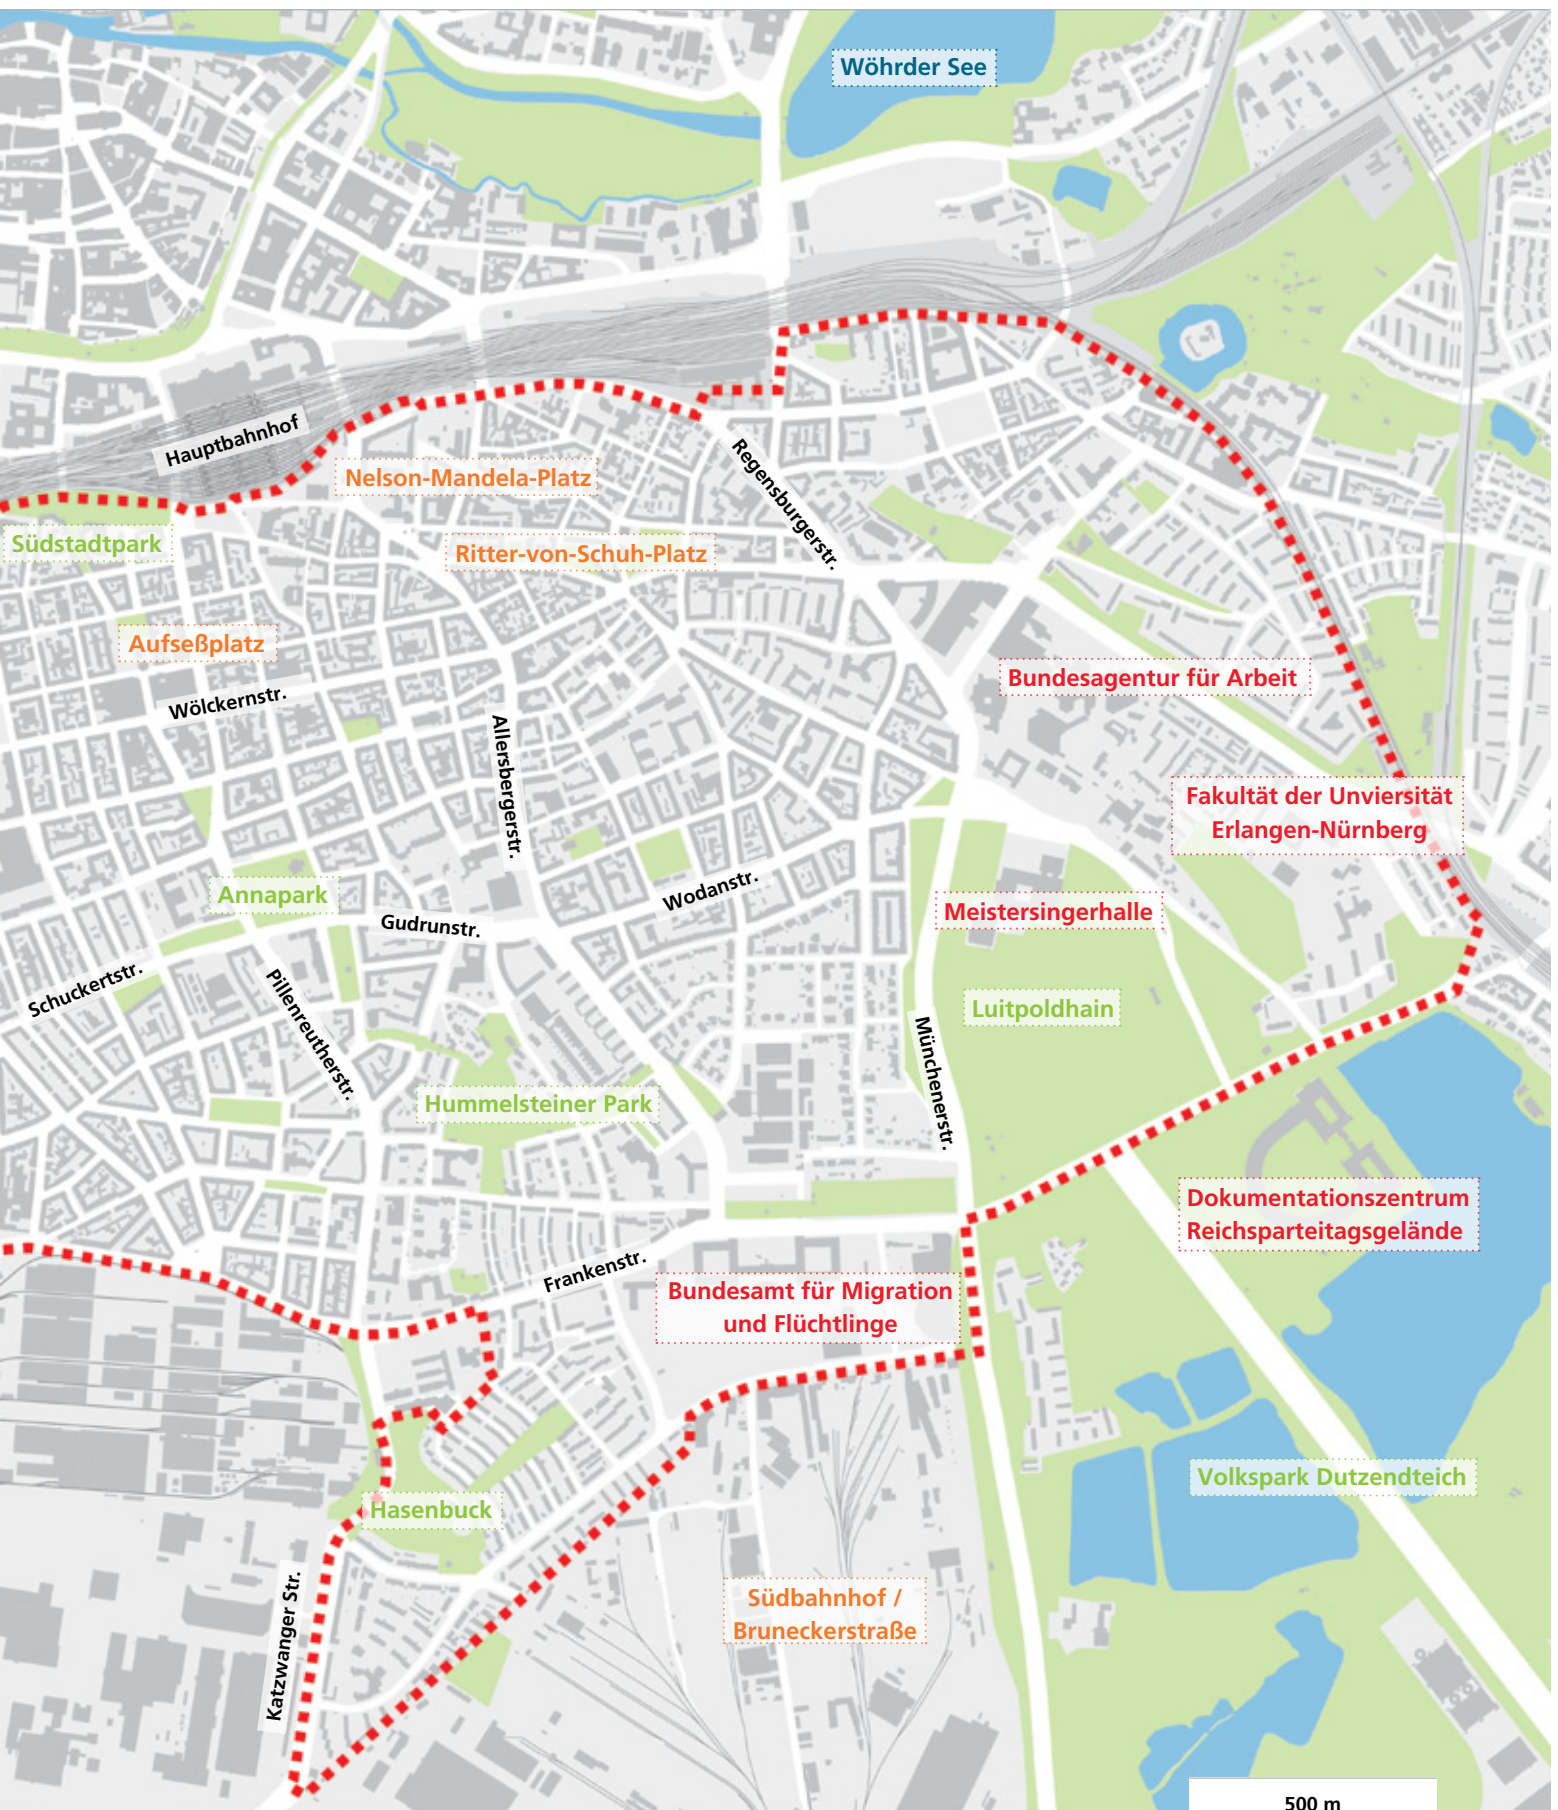 Wöhrder See
Hauptbahnhof
Nelson-Mandela-Platz
Regensburgerstr.
Südstadtpark
Ritter-von-Schuh-Platz
Aufseßplatz
Bundesagentur für Arbeit
Wölckernstr.
Allersbergerstr.
Fakultät der Unviersität
Erlangen-Nürnberg
Annapark
Wodanstr.
Gudrunstr.
Meistersingerhalle
Schuckertstr.
Pillenreutherstr.
Luitpoldhain
Münchenerstr.
Hummelsteiner Park
Dokumentationszentrum
Reichsparteitagsgelände
Frankenstr.
Bundesamt für Migration
und Flüchtlinge
Volkspark Dutzendteich
Hasenbuck
Katzwanger Str.
Südbahnhof /
Bruneckerstraße
500 m